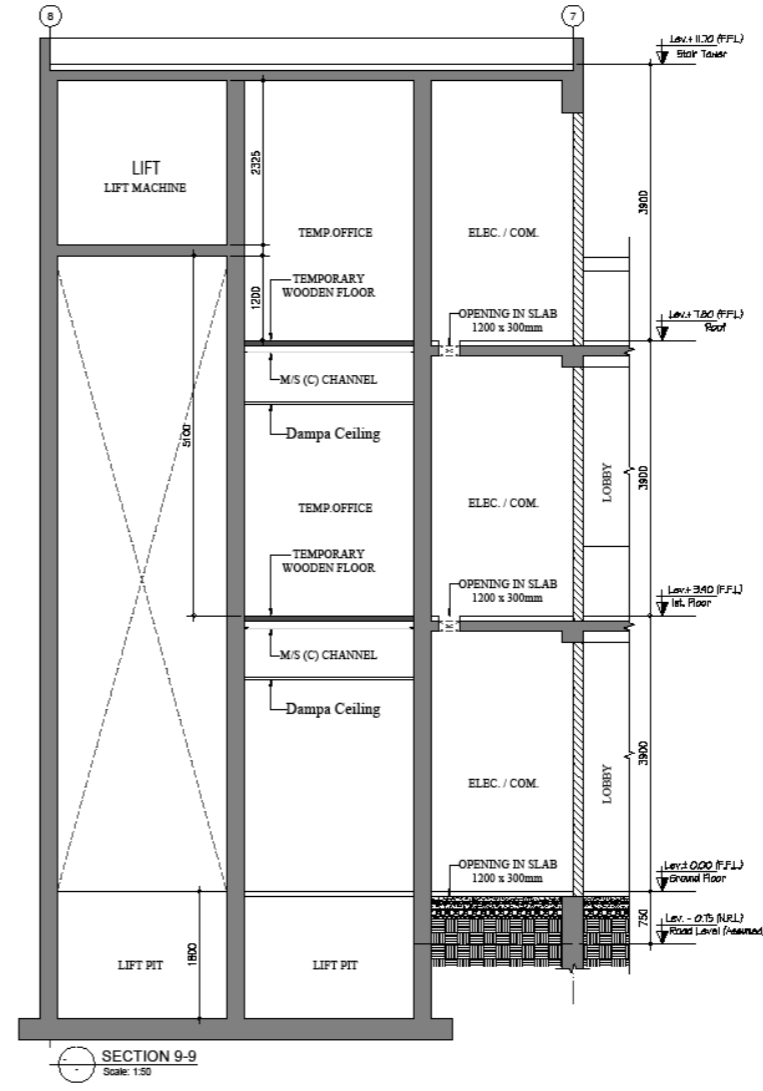 8
7
Lev.+ 11.70 (F.F.L)
Stair Tower
LIFT
LIFT MACHINE
2325
3900
TEMP.OFFICE
ELEC. / COM.
TEMPORARY
WOODEN FLOOR
1200
OPENING IN SLAB
1200 x 300mm
Lev.+ 7.80 (F.F.L)
Roof
M/S (C) CHANNEL
Dampa Ceiling
5100
3900
LOBBY
TEMP.OFFICE
ELEC. / COM.
TEMPORARY
WOODEN FLOOR
OPENING IN SLAB
1200 x 300mm
Lev.+ 3.90 (F.F.L)
1st. Floor
M/S (C) CHANNEL
Dampa Ceiling
3900
LOBBY
ELEC. / COM.
OPENING IN SLAB
1200 x 300mm
Lev.± 0.00 (F.F.L)
Ground Floor
750
Lev. - 0.75 (N.R.L)
Road Level (Assumed)
1800
LIFT PIT
LIFT PIT
SECTION 9-9
Scale: 1:50